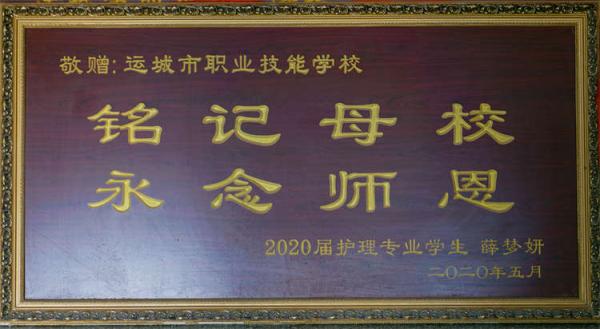 敬赠:运城市职业技能学校
铭记母校
永念师恩
2020届护理专业学生 薛梦妍
二〇二〇年五月